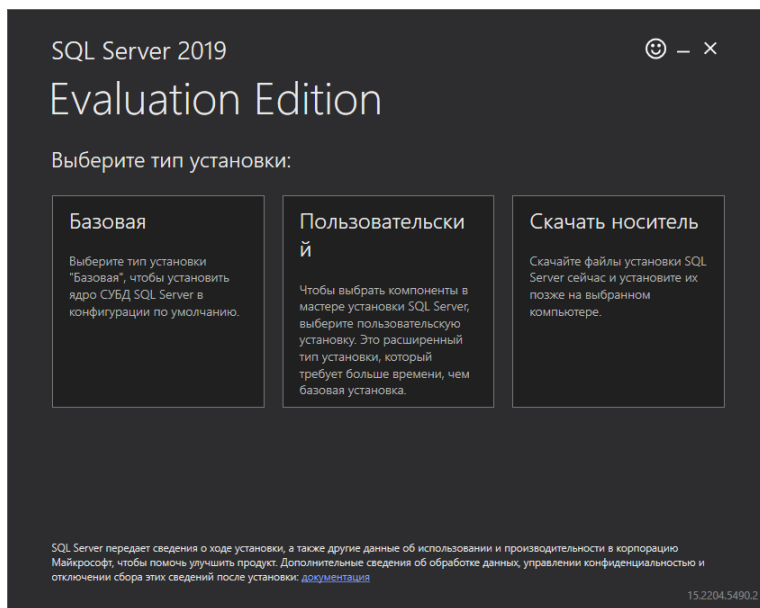 SQL Server 2019
Evaluation Edition
Выберите тип установки:
Базовая
Выберите тип установки
"Базовая", чтобы установить
ядро СУБД SQL Server в
конфигурации по умолчанию.
Пользовательски
й
Чтобы выбрать компоненты в
мастере установки SQL Server,
выберите пользовательскую
установку. Это расширенный
тип установки, который
требует больше времени, чем
базовая установка.
Скачать носитель
Скачайте файлы установки SQL
Server сейчас и установите их
позже на выбранном
компьютере.
SQL Server передает сведения о ходе установки, а также другие данные об использовании и производительности в корпорацию
Майкрософт, чтобы помочь улучшить продукт. Дополнительные сведения об обработке данных, управлении конфиденциальностью и
отключении сбора этих сведений после установки: документация
15.2204.5490.2